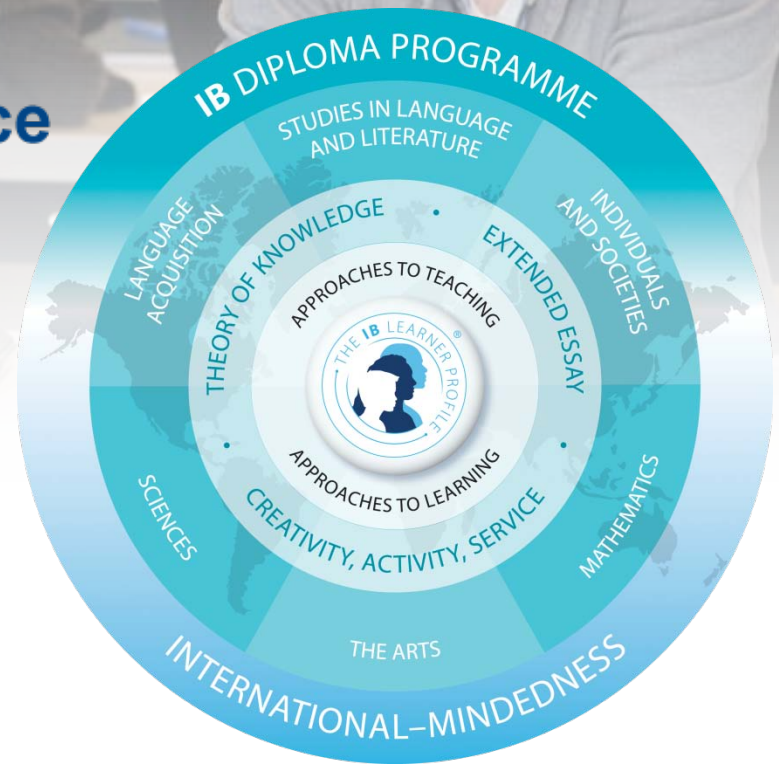 ce
IB DIPLOMA PROGRAMME
STUDIES IN LANGUAGE
AND LITERATURE
LANGUAGE
ACQUISITION
INDIVIDUALS
AND SOCIETIES
THEORY OF KNOWLEDGE
•
EXTENDED ESSAY
APPROACHES TO TEACHING
THE IB LEARNER PROFILE
®
APPROACHES TO LEARNING
•
CREATIVITY, ACTIVITY, SERVICE
•
SCIENCES
MATHEMATICS
THE ARTS
INTERNATIONAL–MINDEDNESS